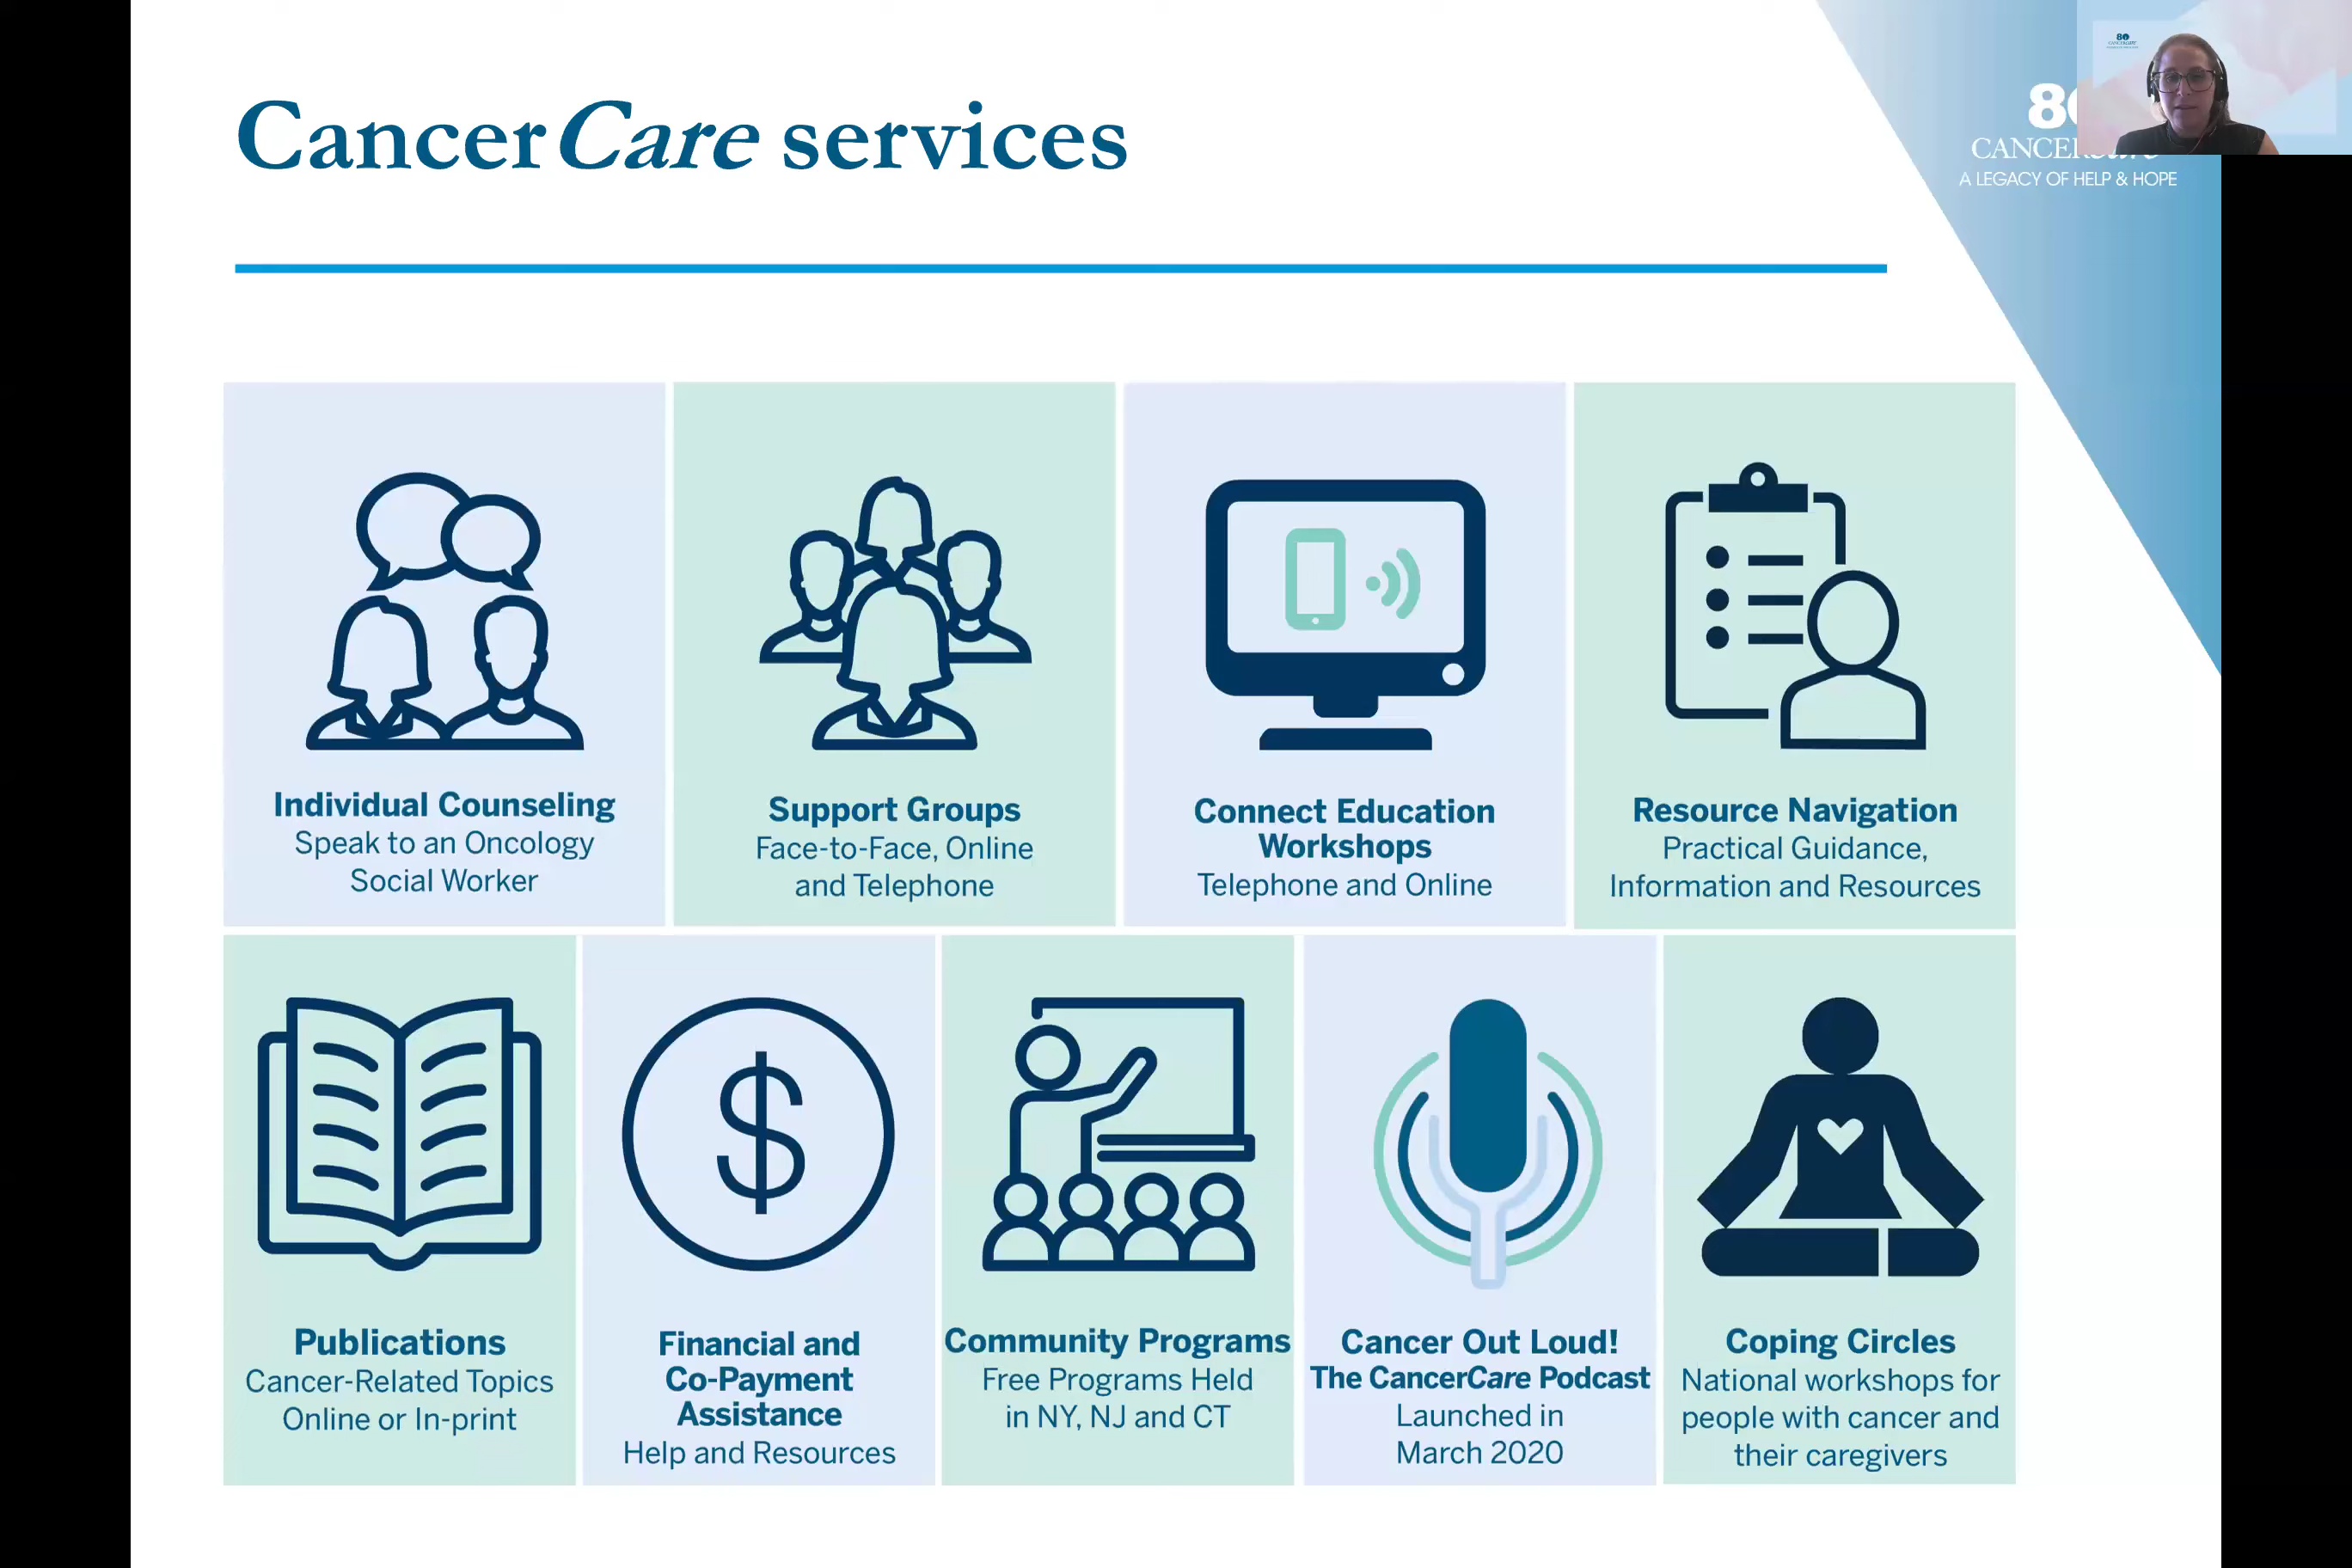 CancerCare services
80
CANCERcare
A LEGACY OF HELP & HOPE
Individual Counseling
Speak to an Oncology
Social Worker
Support Groups
Face-to-Face, Online
and Telephone
Connect Education
Workshops
Telephone and Online
Resource Navigation
Practical Guidance,
Information and Resources
Publications
Cancer-Related Topics
Online or In-print
$
Financial and
Co-Payment
Assistance
Help and Resources
Community Programs
Free Programs Held
in NY, NJ and CT
Cancer Out Loud!
The CancerCare Podcast
Launched in
March 2020
Coping Circles
National workshops for
people with cancer and
their caregivers